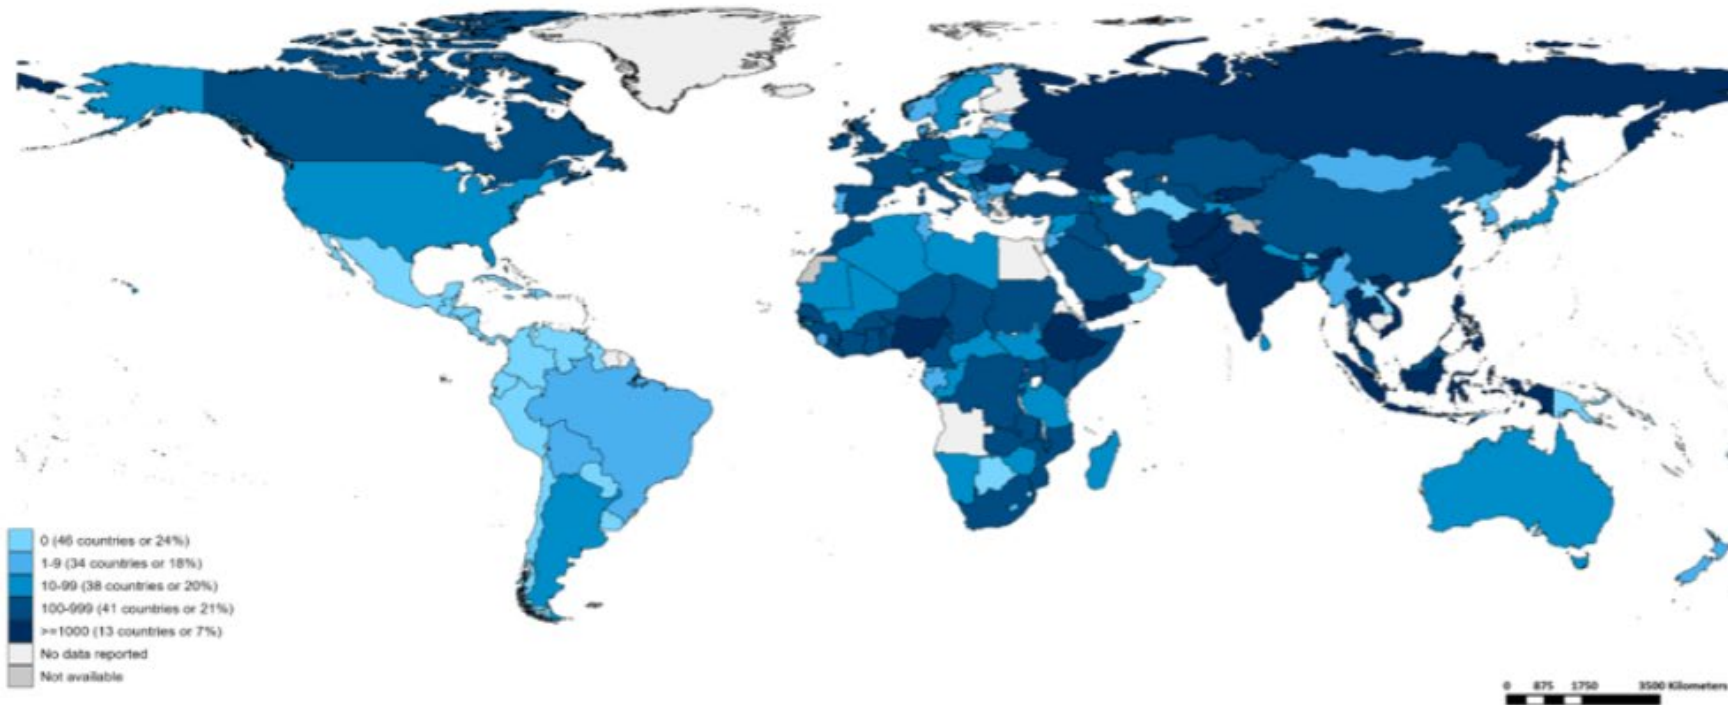 0 (46 countries or 24%)
1-9 (34 countries or 18%)
10-99 (38 countries or 20%)
100-999 (41 countries or 21%)
>=1000 (13 countries or 7%)
No data reported
Not available
0 875 1750 3500 Kilometers